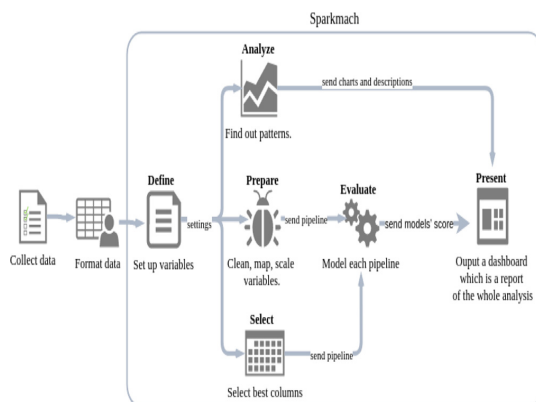 Sparkmach
Analyze
send charts and descriptions
Find out patterns.
Define
Prepare
Evaluate
Present
settings
send pipeline
send models' score
Collect data
Format data
Set up variables
Clean, map, scale
variables.
Model each pipeline
Ouput a dashboard
which is a report
of the whole analysis
Select
send pipeline
Select best columns